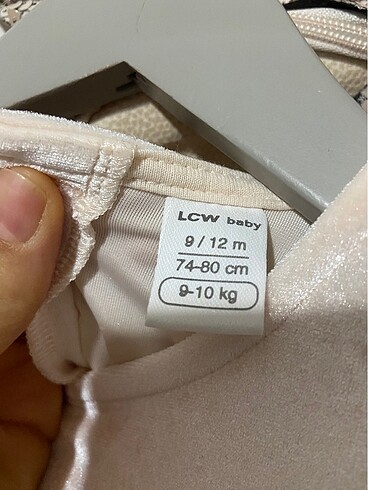 LCW baby
9 / 12 m
74-80 cm
9-10 kg